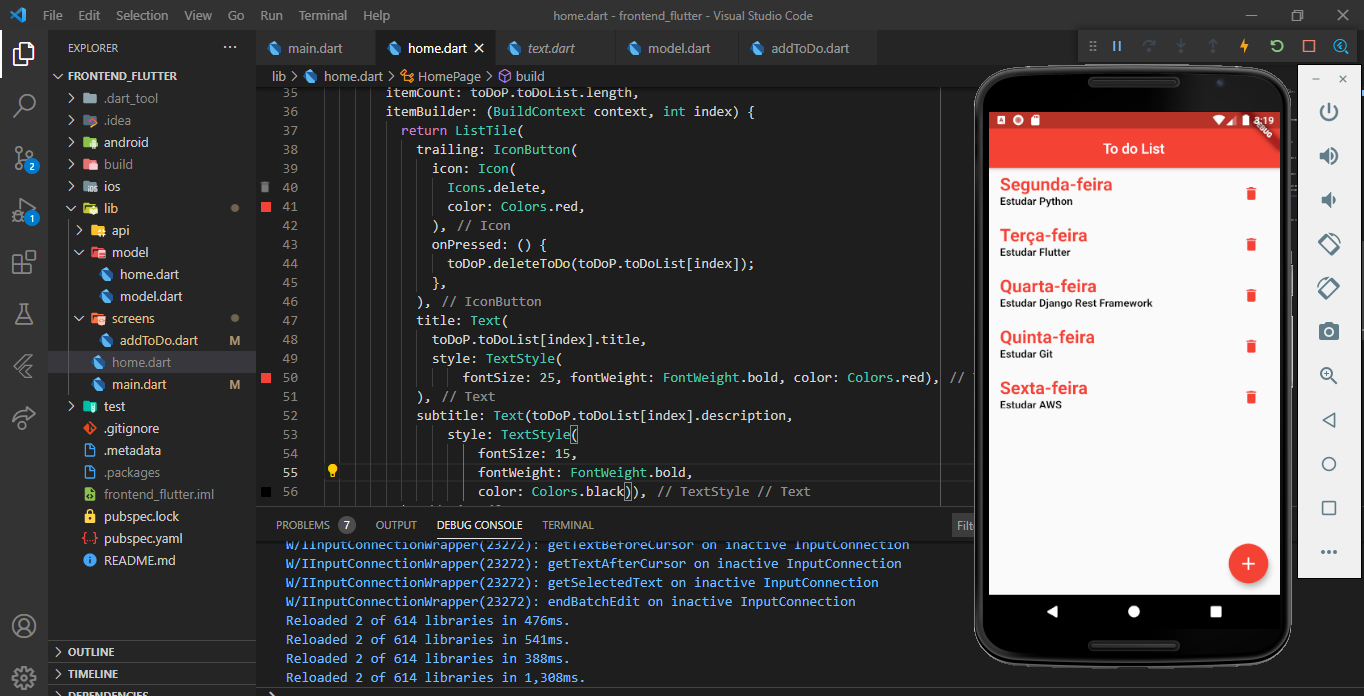 File Edit Selection View Go Run Terminal Help
home.dart - frontend_flutter - Visual Studio Code
EXPLORER
FRONTEND_FLUTTER
.dart_tool
.idea
android
build
ios
lib
api
model
home.dart
model.dart
screens
addToDo.dart M
home.dart
main.dart M
test
.gitignore
.metadata
.packages
frontend_flutter.iml
pubspec.lock
pubspec.yaml
README.md
OUTLINE
TIMELINE
DEPENDENCIES
2
1
main.dart home.dart text.dart model.dart addToDo.dart
lib > home.dart > HomePage > build
35 itemCount: toDoP.toDoList.length,
36 itemBuilder: (BuildContext context, int index) {
37 return ListTile(
38 trailing: IconButton(
39 icon: Icon(
40 Icons.delete,
41 color: Colors.red,
42 ), // Icon
43 onPressed: () {
44 toDoP.deleteToDo(toDoP.toDoList[index]);
45 },
46 ), // IconButton
47 title: Text(
48 toDoP.toDoList[index].title,
49 style: TextStyle(
50 fontSize: 25, fontWeight: FontWeight.bold, color: Colors.red), //
51 ), // Text
52 subtitle: Text(toDoP.toDoList[index].description,
53 style: TextStyle(
54 fontSize: 15,
55 fontWeight: FontWeight.bold,
56 color: Colors.black)), // TextStyle // Text
PROBLEMS 7 OUTPUT DEBUG CONSOLE TERMINAL
Filt
W/IInputConnectionWrapper(23272): getTextBeforeCursor on inactive InputConnection
W/IInputConnectionWrapper(23272): getTextAfterCursor on inactive InputConnection
W/IInputConnectionWrapper(23272): getSelectedText on inactive InputConnection
W/IInputConnectionWrapper(23272): endBatchEdit on inactive InputConnection
Reloaded 2 of 614 libraries in 476ms.
Reloaded 2 of 614 libraries in 541ms.
Reloaded 2 of 614 libraries in 388ms.
Reloaded 2 of 614 libraries in 1,308ms.
3:19
DEBUG
To do List
Segunda-feira
Estudar Python
Terça-feira
Estudar Flutter
Quarta-feira
Estudar Django Rest Framework
Quinta-feira
Estudar Git
Sexta-feira
Estudar AWS